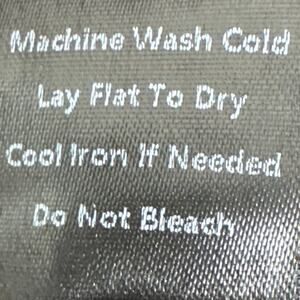 Machine Wash Cold
Lay Flat To Dry
Cool Iron If Needed
Do Not Bleach